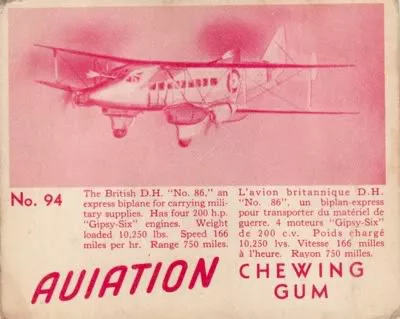 No. 94
The British D.H. "No. 86," an
express biplane for carrying mili-
tary supplies. Has four 200 h.p.
"Gipsy-Six" engines. Weight
loaded 10,250 lbs. Speed 166
miles per hr. Range 750 miles.
L'avion britannique D.H.
"No. 86", un biplan-express
pour transporter du matériel de
guerre. 4 moteurs "Gipsy-Six"
de 200 c.v. Poids chargé
10,250 lvs. Vitesse 166 milles
à l'heure. Rayon 750 milles.
AVIATION
CHEWING
GUM